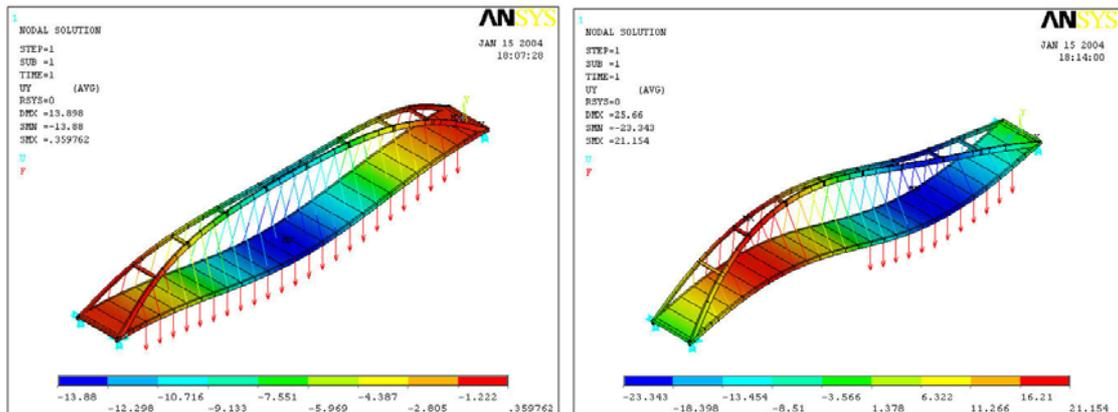 1
ANSYS
NODAL SOLUTION
JAN 15 2004
18:07:28
STEP=1
SUB =1
TIME=1
UY (AVG)
RSYS=0
DMX =13.898
SMN =-13.88
SMX =.359762
U
F
Y
-13.88 -10.716 -7.551 -4.387 -1.222
-12.298 -9.133 -5.969 -2.805 .359762
1
ANSYS
NODAL SOLUTION
JAN 15 2004
18:14:00
STEP=1
SUB =1
TIME=1
UY (AVG)
RSYS=0
DMX =25.66
SMN =-23.343
SMX =21.154
U
F
Y
-23.343 -13.454 -3.566 6.322 16.21
-18.398 -8.51 1.378 11.266 21.154